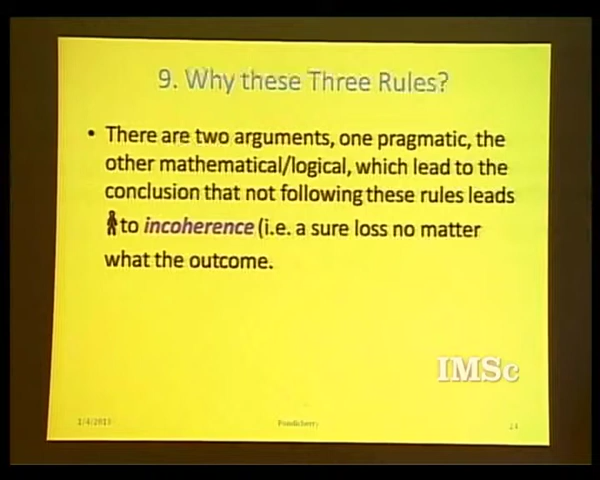 9. Why these Three Rules?
• There are two arguments, one pragmatic, the
other mathematical/logical, which lead to the
conclusion that not following these rules leads
to incoherence (i.e. a sure loss no matter
what the outcome.
IMSc
Pondicherry
24